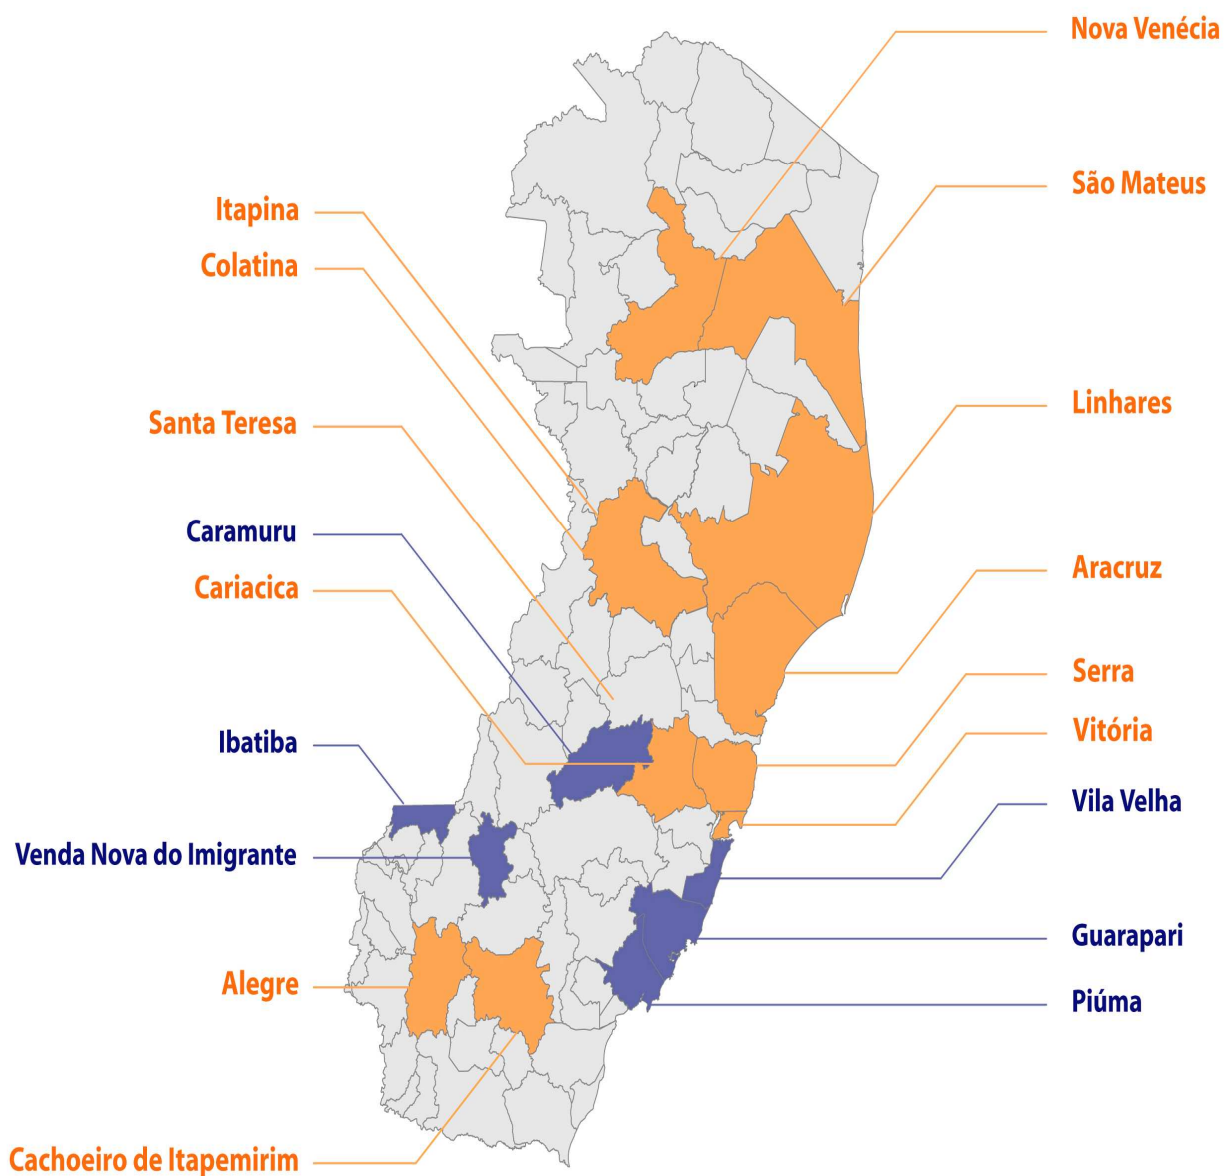 Nova Venécia
São Mateus
Itapina
Colatina
Linhares
Santa Teresa
Caramuru
Aracruz
Cariacica
Serra
Vitória
Ibatiba
Vila Velha
Venda Nova do Imigrante
Guarapari
Alegre
Piúma
Cachoeiro de Itapemirim